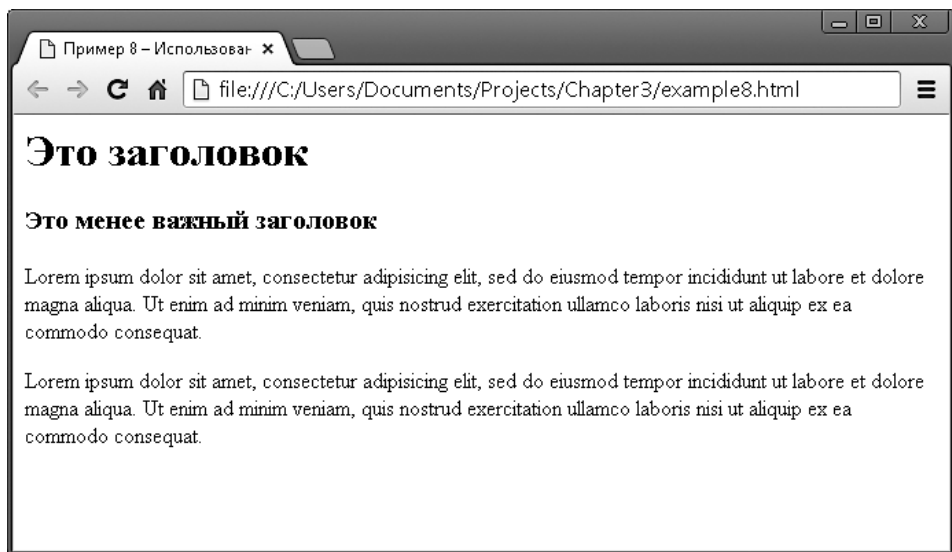 Пример 8 – Использован
file:///C:/Users/Documents/Projects/Chapter3/example8.html
Это заголовок
Это менее важный заголовок
Lorem ipsum dolor sit amet, consectetur adipisicing elit, sed do eiusmod tempor incididunt ut labore et dolore
magna aliqua. Ut enim ad minim veniam, quis nostrud exercitation ullamco laboris nisi ut aliquip ex ea
commodo consequat.
Lorem ipsum dolor sit amet, consectetur adipisicing elit, sed do eiusmod tempor incididunt ut labore et dolore
magna aliqua. Ut enim ad minim veniam, quis nostrud exercitation ullamco laboris nisi ut aliquip ex ea
commodo consequat.